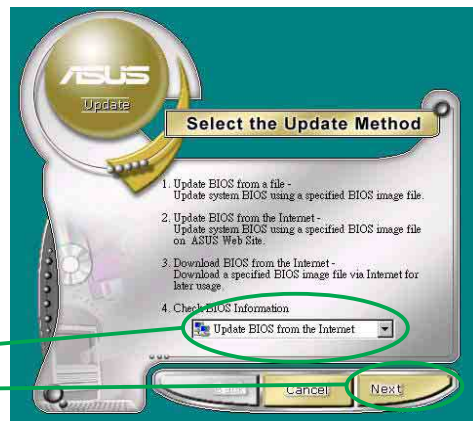 ASUS
Update
Select the Update Method
1. Update BIOS from a file -
Update system BIOS using a specified BIOS image file.
2. Update BIOS from the Internet -
Update system BIOS using a specified BIOS image file
on ASUS Web Site.
3. Download BIOS from the Internet -
Download a specified BIOS image file via Internet for
later usage.
4. Check BIOS Information
Update BIOS from the Internet
Cancel
Next